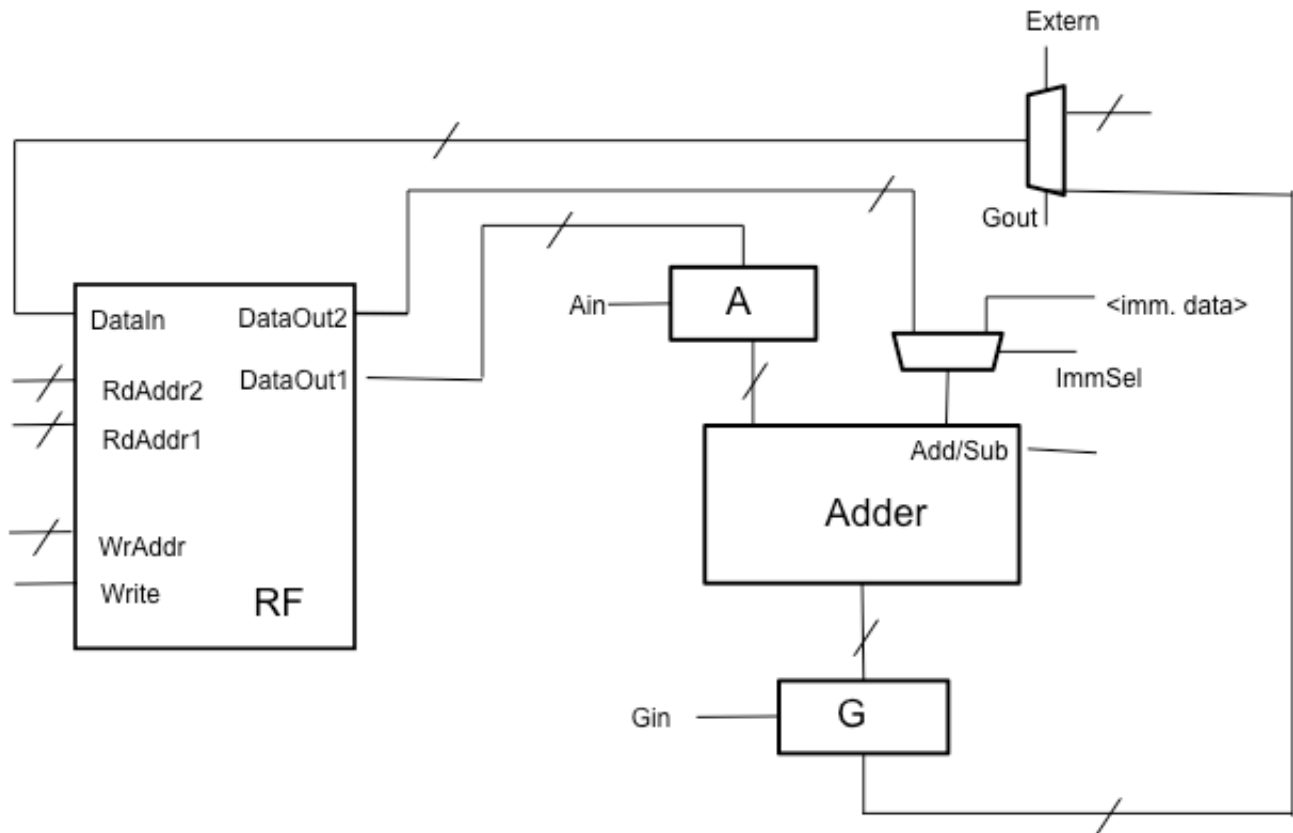 Extern
Gout
DataIn
DataOut2
Ain
A
<imm. data>
RdAddr2
DataOut1
ImmSel
RdAddr1
Add/Sub
Adder
WrAddr
Write
RF
Gin
G